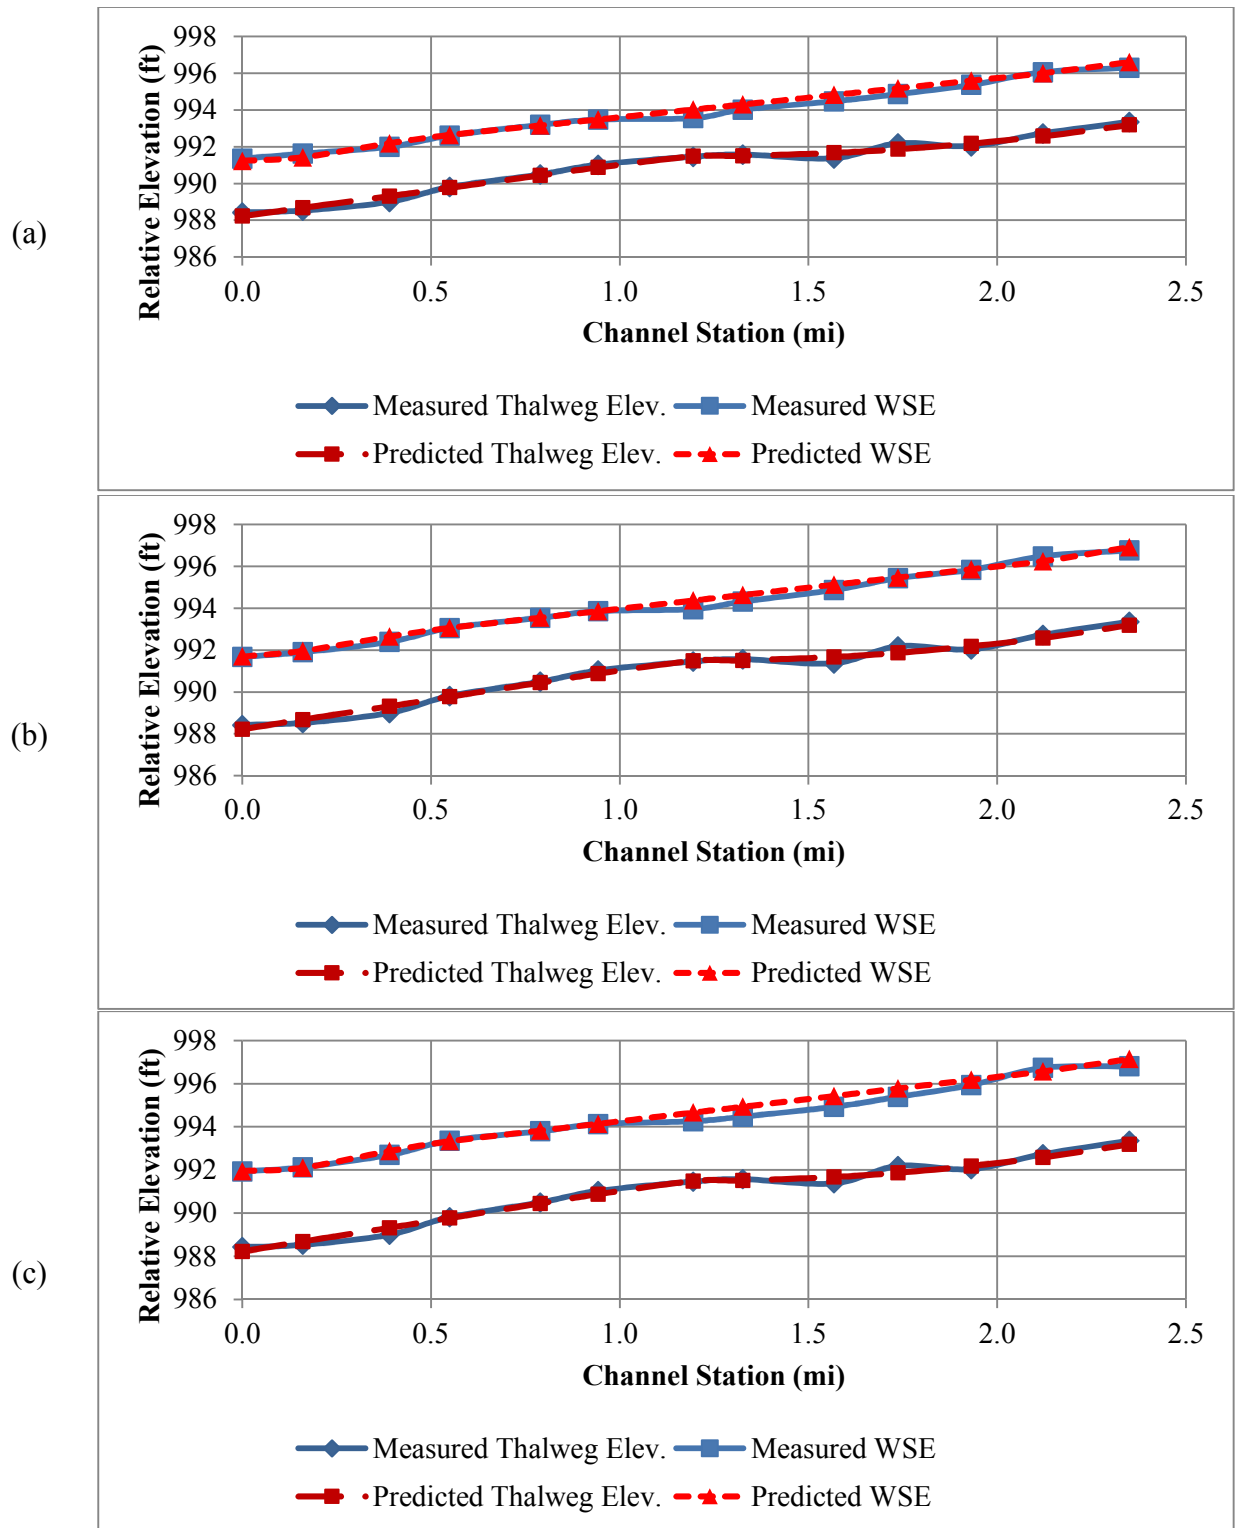 (a)
Relative Elevation (ft)
998
996
994
992
990
988
986
0.0 0.5 1.0 1.5 2.0 2.5
Channel Station (mi)
Measured Thalweg Elev. Measured WSE
Predicted Thalweg Elev. Predicted WSE
(b)
Relative Elevation (ft)
998
996
994
992
990
988
986
0.0 0.5 1.0 1.5 2.0 2.5
Channel Station (mi)
Measured Thalweg Elev. Measured WSE
Predicted Thalweg Elev. Predicted WSE
(c)
Relative Elevation (ft)
998
996
994
992
990
988
986
0.0 0.5 1.0 1.5 2.0 2.5
Channel Station (mi)
Measured Thalweg Elev. Measured WSE
Predicted Thalweg Elev. Predicted WSE